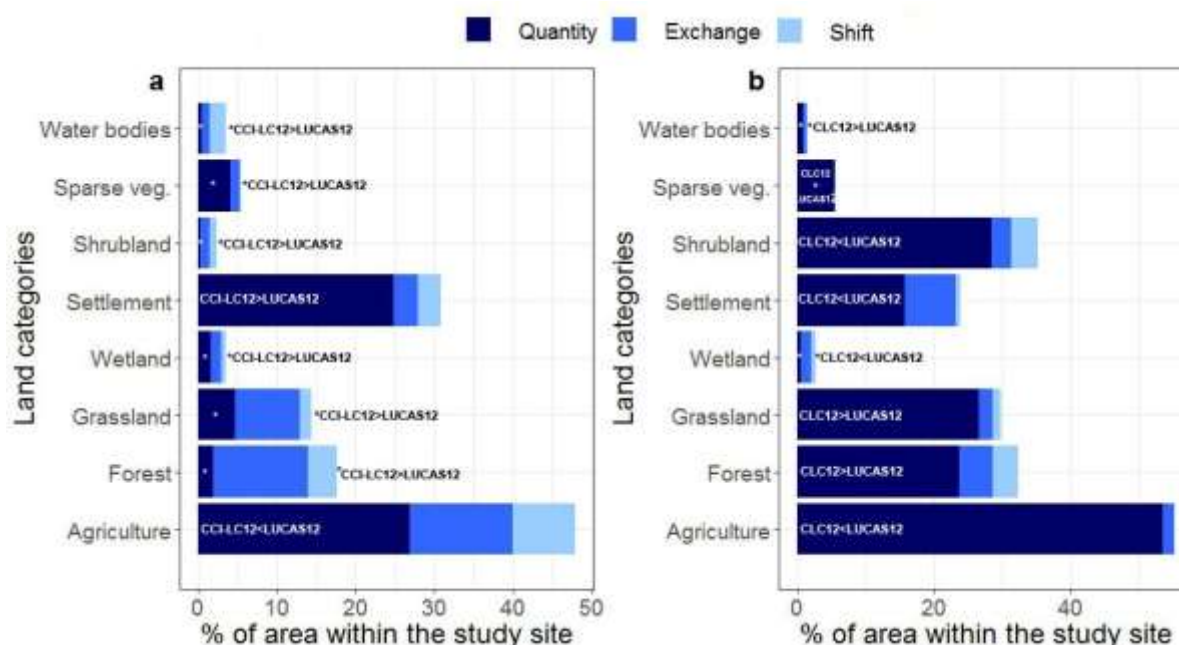 Quantity Exchange Shift
a
Water bodies
*CCI-LC12>LUCAS12
Sparse veg.
*
*CCI-LC12>LUCAS12
Shrubland
*CCI-LC12>LUCAS12
Settlement
CCI-LC12>LUCAS12
Wetland
*
*CCI-LC12>LUCAS12
Grassland
*
*CCI-LC12>LUCAS12
Forest
*
*CCI-LC12>LUCAS12
Agriculture
CCI-LC12<LUCAS12
Land categories
0 10 20 30 40 50
% of area within the study site
b
Water bodies
*
*CLC12>LUCAS12
Sparse veg.
CLC12
LUCAS12
Shrubland
CLC12<LUCAS12
Settlement
CLC12<LUCAS12
Wetland
*
*CLC12<LUCAS12
Grassland
CLC12>LUCAS12
Forest
CLC12>LUCAS12
Agriculture
CLC12<LUCAS12
Land categories
0 20 40
% of area within the study site